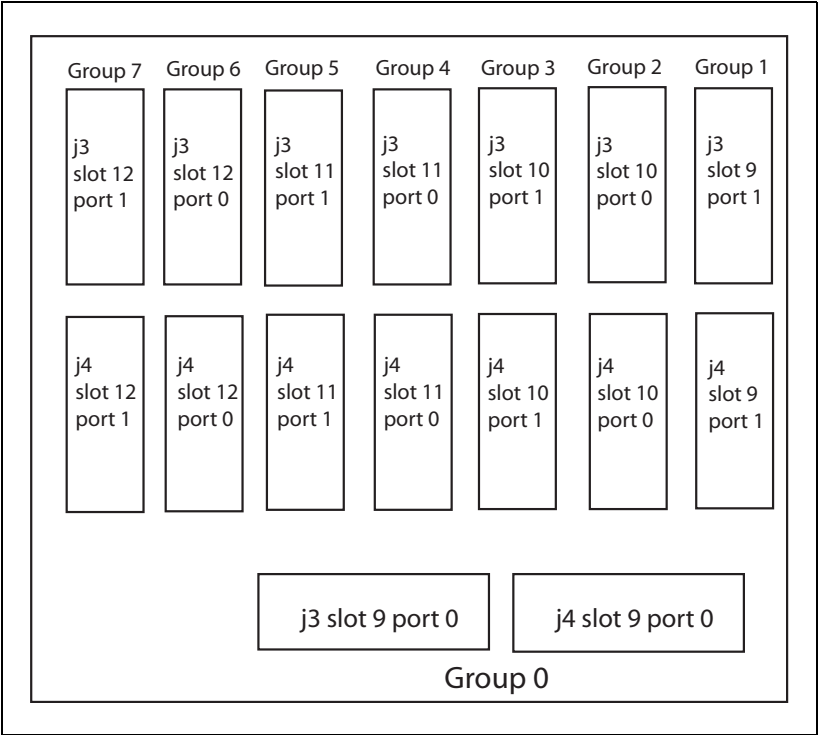 Group 7 Group 6 Group 5 Group 4 Group 3 Group 2 Group 1
j3
slot 12
port 1
j3
slot 12
port 0
j3
slot 11
port 1
j3
slot 11
port 0
j3
slot 10
port 1
j3
slot 10
port 0
j3
slot 9
port 1
j4
slot 12
port 1
j4
slot 12
port 0
j4
slot 11
port 1
j4
slot 11
port 0
j4
slot 10
port 1
j4
slot 10
port 0
j4
slot 9
port 1
j3 slot 9 port 0
j4 slot 9 port 0
Group 0